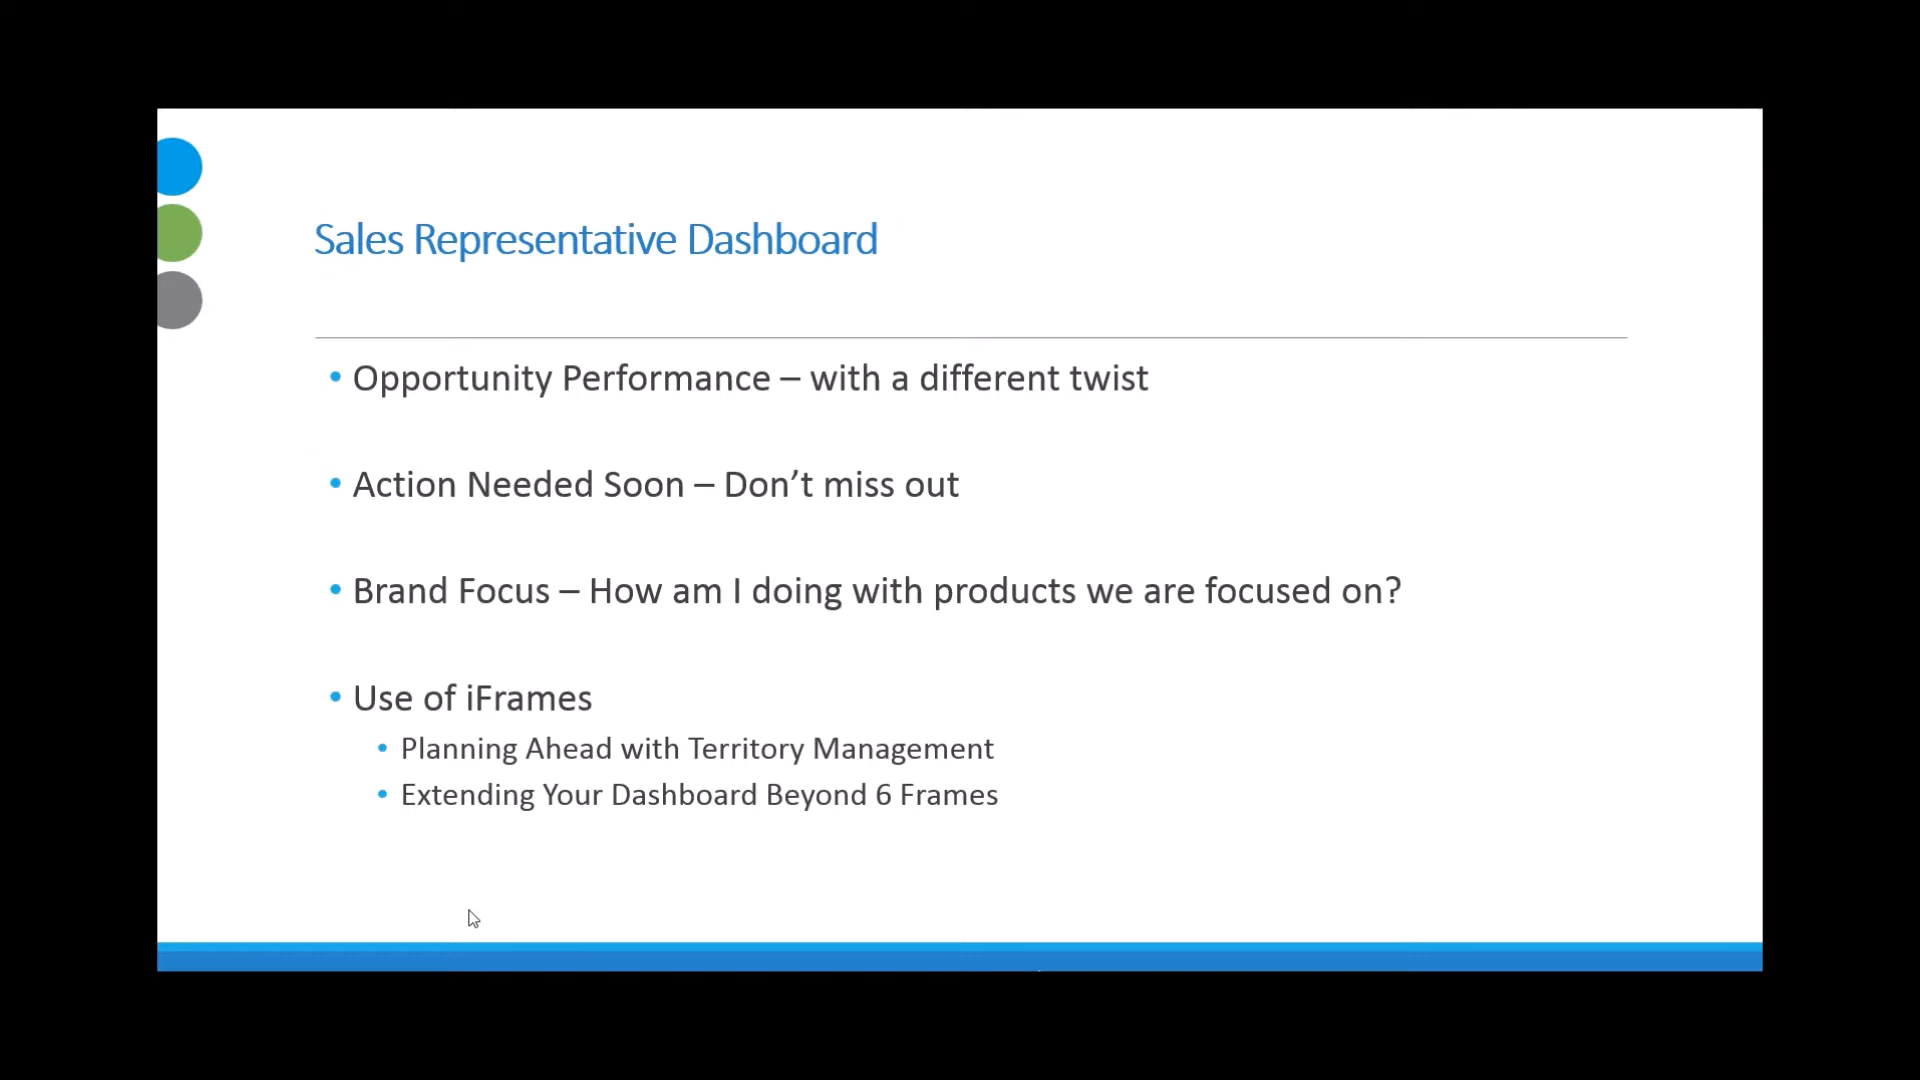 Sales Representative Dashboard
• Opportunity Performance – with a different twist
• Action Needed Soon – Don’t miss out
• Brand Focus – How am I doing with products we are focused on?
• Use of iFrames
• Planning Ahead with Territory Management
• Extending Your Dashboard Beyond 6 Frames